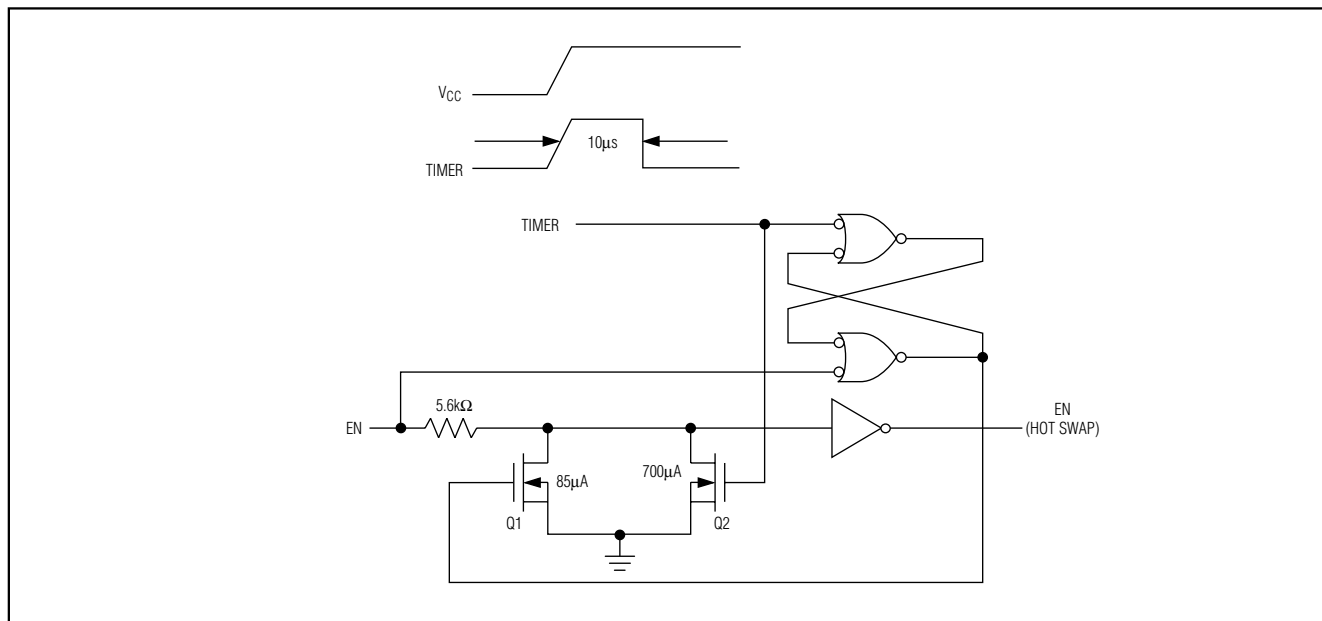 VCC
10µs
TIMER
TIMER
5.6kΩ
EN
EN
(HOT SWAP)
85µA
700µA
Q1
Q2